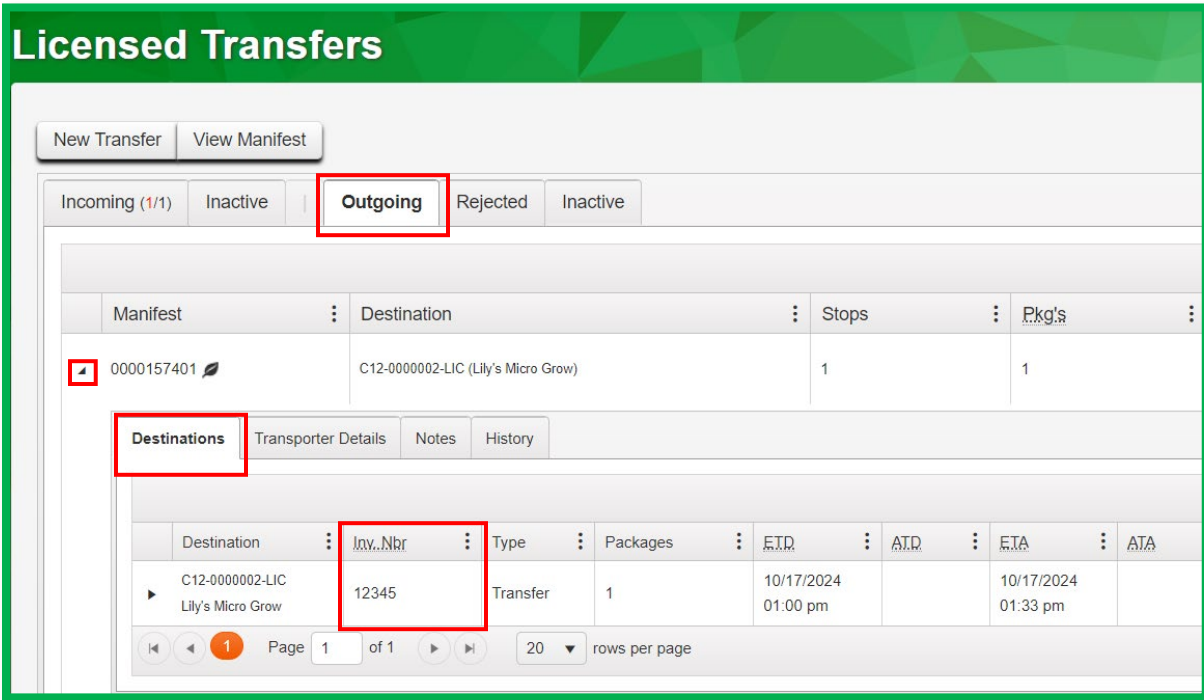 Licensed Transfers
New Transfer View Manifest
Incoming (1/1) Inactive | Outgoing Rejected Inactive
Manifest Destination Stops Pkg's
0000157401 C12-0000002-LIC (Lily's Micro Grow) 1 1
Destinations Transporter Details Notes History
Destination Inv. Nbr Type Packages ETD ATD ETA ATA
C12-0000002-LIC
Lily's Micro Grow
12345 Transfer 1
10/17/2024
01:00 pm
10/17/2024
01:33 pm
1 Page 1 of 1 20 rows per page